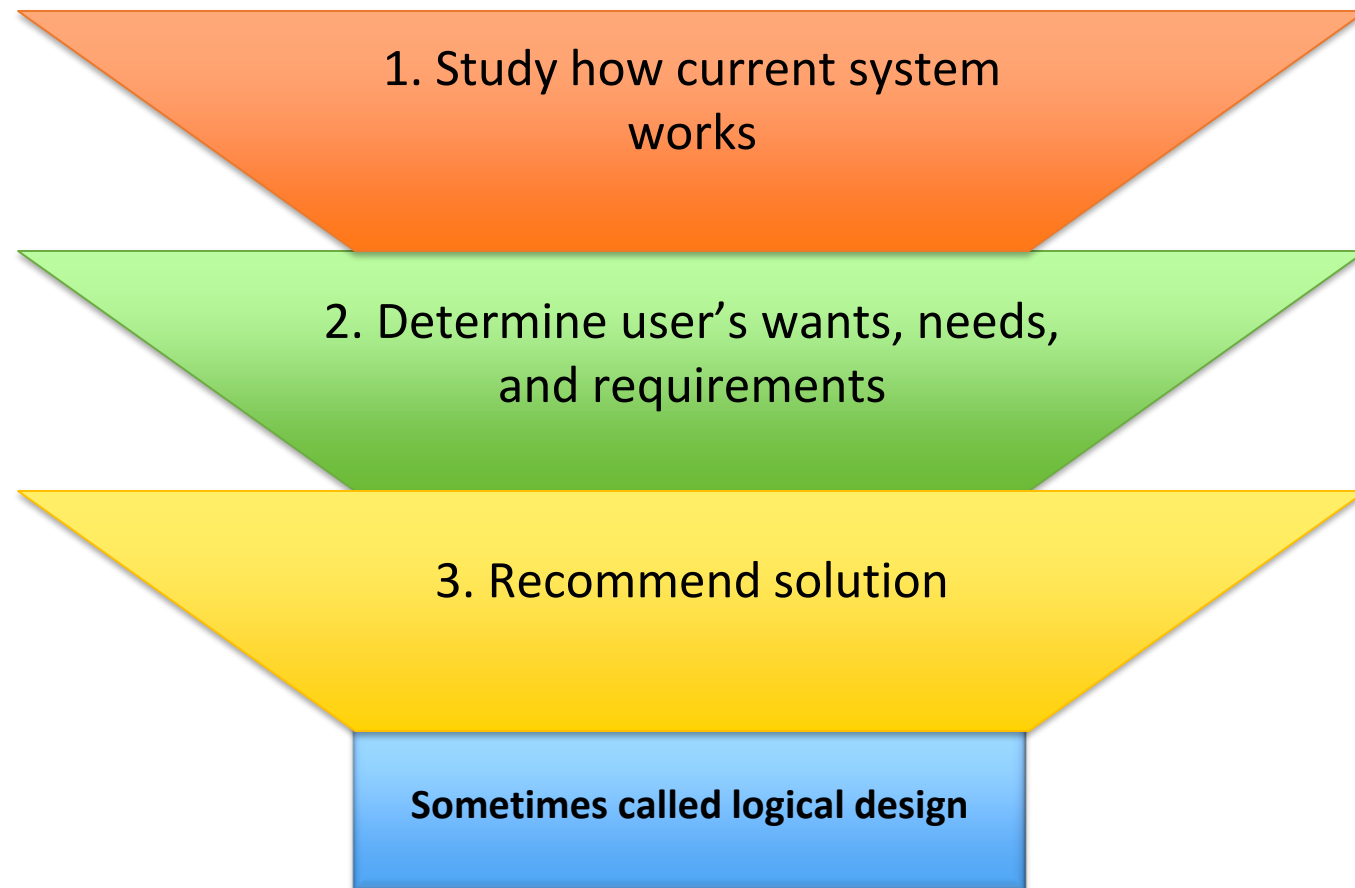 1. Study how current system
works
2. Determine user’s wants, needs,
and requirements
3. Recommend solution
Sometimes called logical design